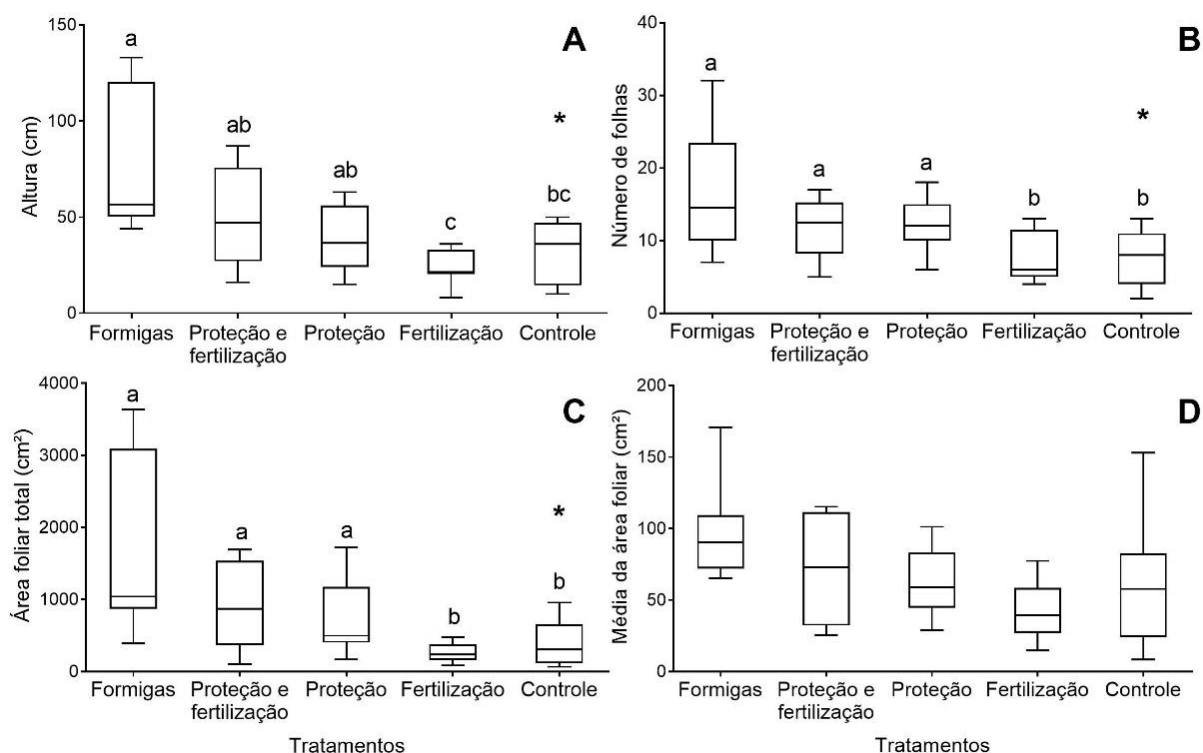 A
Altura (cm)
150
100
50
0
a
ab
ab
c
bc
*
Formigas
Proteção e
fertilização
Proteção
Fertilização
Controle
B
Número de folhas
40
30
20
10
0
a
a
a
b
b
*
Formigas
Proteção e
fertilização
Proteção
Fertilização
Controle
C
Área foliar total (cm²)
4000
3000
2000
1000
0
a
a
a
b
b
*
Formigas
Proteção e
fertilização
Proteção
Fertilização
Controle
Tratamentos
D
Média da área foliar (cm²)
200
150
100
50
0
Formigas
Proteção e
fertilização
Proteção
Fertilização
Controle
Tratamentos